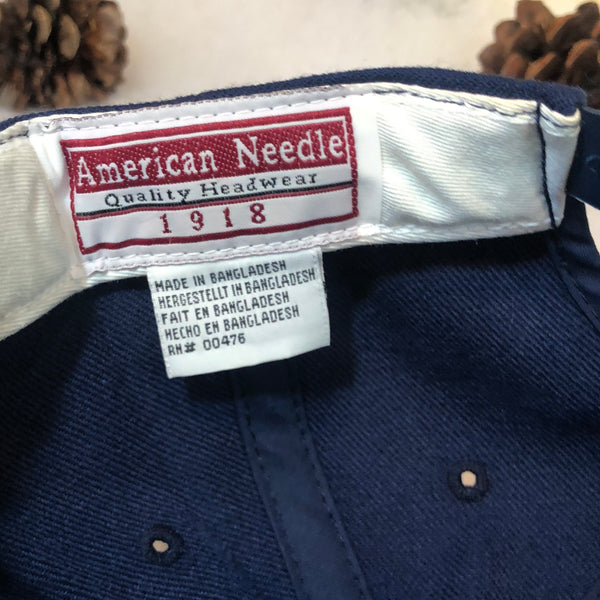 American Needle
Quality Headwear
1918
MADE IN BANGLADESH
HERGESTELLT IN BANGLADESH
FAIT EN BANGLADESH
HECHO EN BANGLADESH
RN# 00476